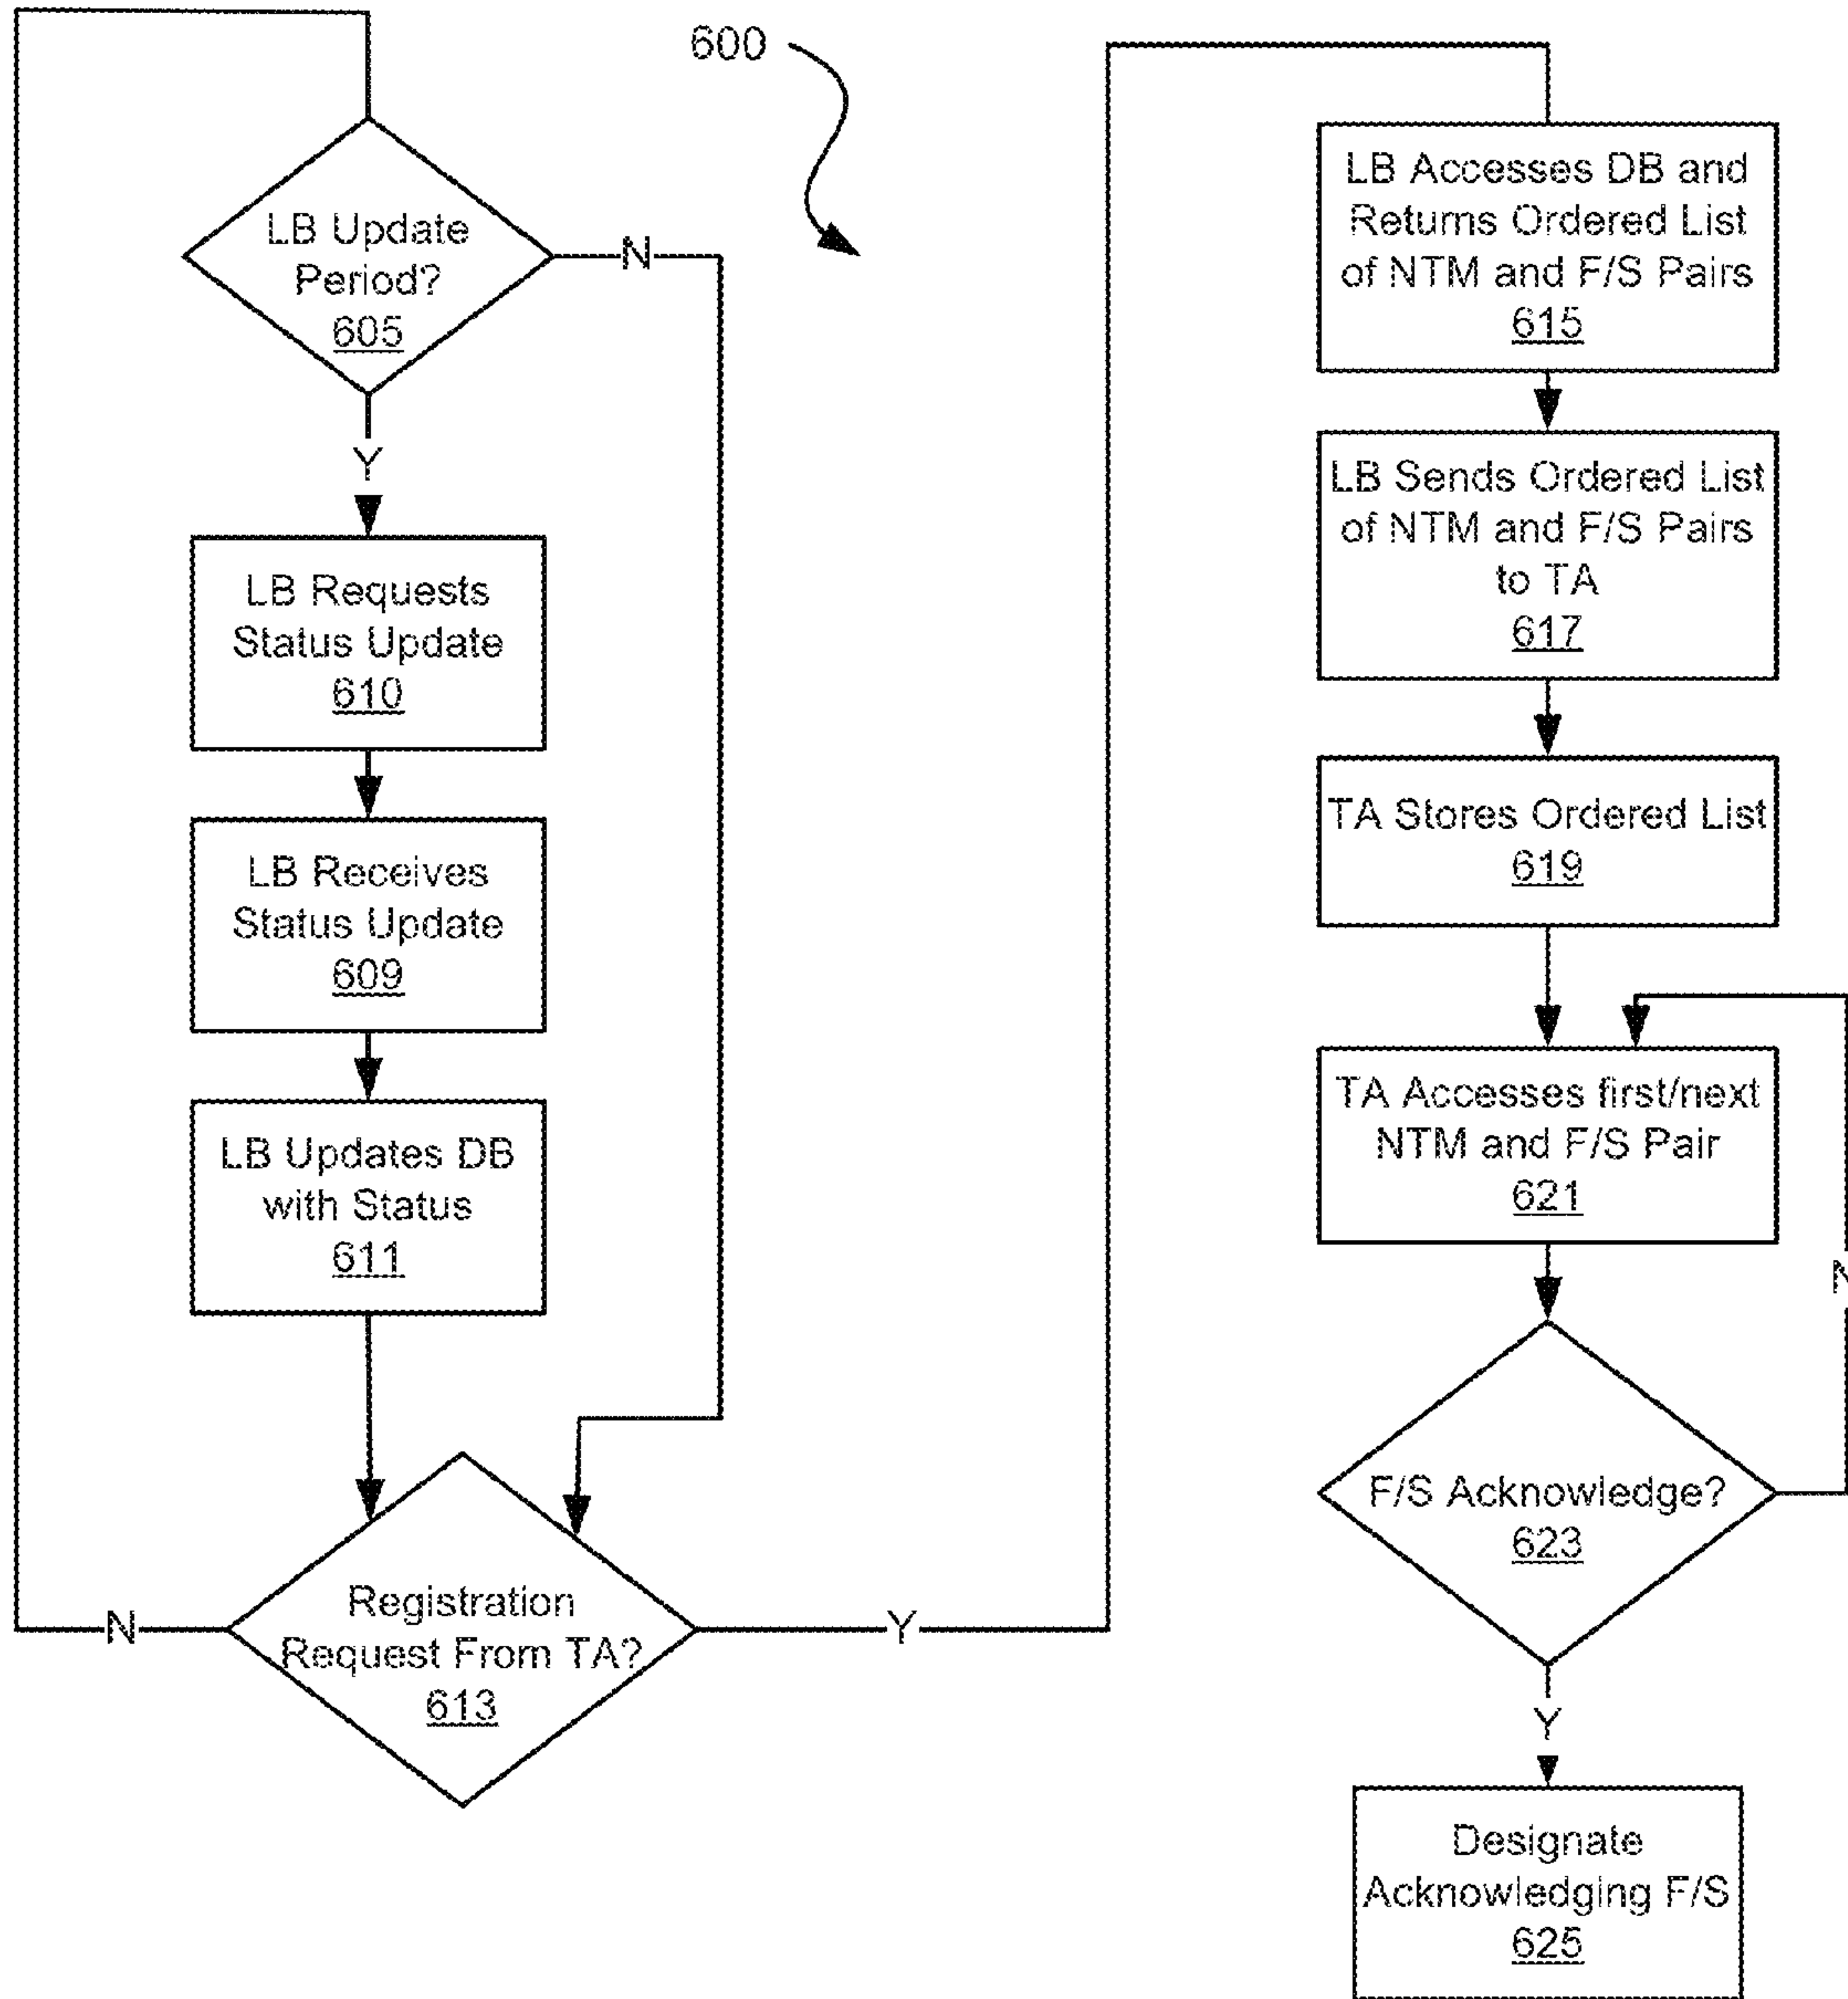 600
LB Update
Period?
605
N
Y
LB Requests
Status Update
610
LB Receives
Status Update
609
LB Updates DB
with Status
611
Registration
Request From TA?
613
N
Y
LB Accesses DB and
Returns Ordered List
of NTM and F/S Pairs
615
LB Sends Ordered List
of NTM and F/S Pairs
to TA
617
TA Stores Ordered List
619
TA Accesses first/next
NTM and F/S Pair
621
N
F/S Acknowledge?
623
Y
Designate
Acknowledging F/S
625